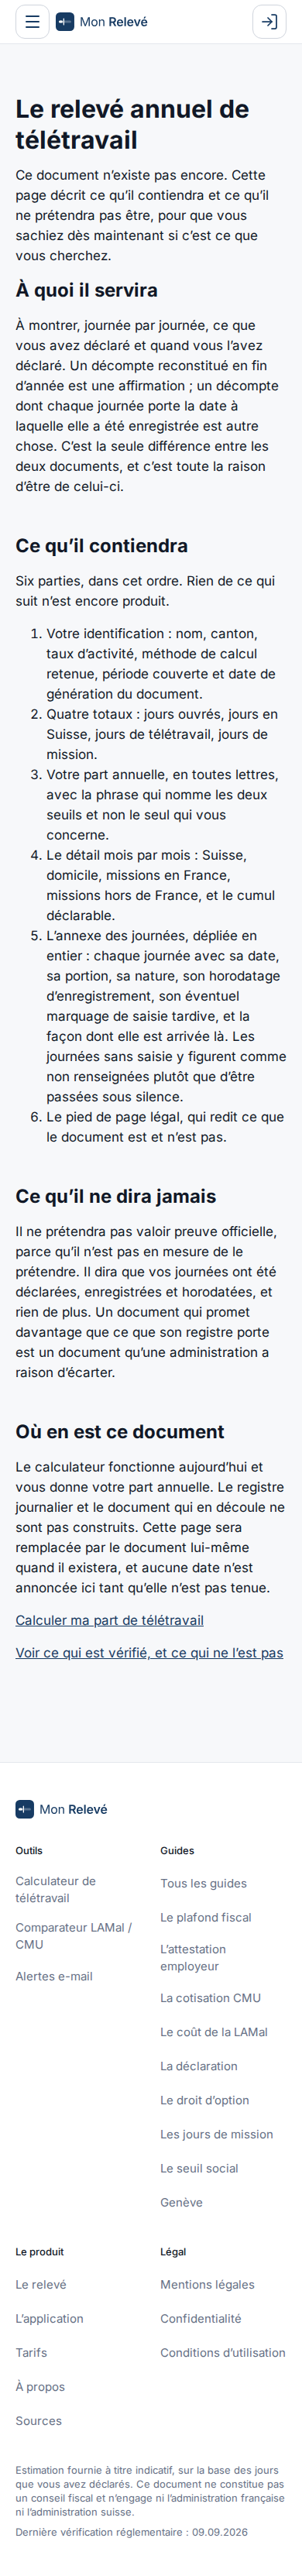 Mon Relevé
Le relevé annuel de
télétravail
Ce document n’existe pas encore. Cette
page décrit ce qu’il contiendra et ce qu’il
ne prétendra pas être, pour que vous
sachiez dès maintenant si c’est ce que
vous cherchez.
À quoi il servira
À montrer, journée par journée, ce que
vous avez déclaré et quand vous l’avez
déclaré. Un décompte reconstitué en fin
d’année est une affirmation ; un décompte
dont chaque journée porte la date à
laquelle elle a été enregistrée est autre
chose. C’est la seule différence entre les
deux documents, et c’est toute la raison
d’être de celui-ci.
Ce qu’il contiendra
Six parties, dans cet ordre. Rien de ce qui
suit n’est encore produit.
1. Votre identification : nom, canton,
taux d’activité, méthode de calcul
retenue, période couverte et date de
génération du document.
2. Quatre totaux : jours ouvrés, jours en
Suisse, jours de télétravail, jours de
mission.
3. Votre part annuelle, en toutes lettres,
avec la phrase qui nomme les deux
seuils et non le seul qui vous
concerne.
4. Le détail mois par mois : Suisse,
domicile, missions en France,
missions hors de France, et le cumul
déclarable.
5. L’annexe des journées, dépliée en
entier : chaque journée avec sa date,
sa portion, sa nature, son horodatage
d’enregistrement, son éventuel
marquage de saisie tardive, et la
façon dont elle est arrivée là. Les
journées sans saisie y figurent comme
non renseignées plutôt que d’être
passées sous silence.
6. Le pied de page légal, qui redit ce que
le document est et n’est pas.
Ce qu’il ne dira jamais
Il ne prétendra pas valoir preuve officielle,
parce qu’il n’est pas en mesure de le
prétendre. Il dira que vos journées ont été
déclarées, enregistrées et horodatées, et
rien de plus. Un document qui promet
davantage que ce que son registre porte
est un document qu’une administration a
raison d’écarter.
Où en est ce document
Le calculateur fonctionne aujourd’hui et
vous donne votre part annuelle. Le registre
journalier et le document qui en découle ne
sont pas construits. Cette page sera
remplacée par le document lui-même
quand il existera, et aucune date n’est
annoncée ici tant qu’elle n’est pas tenue.
Calculer ma part de télétravail
Voir ce qui est vérifié, et ce qui ne l’est pas
Mon Relevé
Outils
Calculateur de
télétravail
Comparateur LAMal /
CMU
Alertes e-mail
Guides
Tous les guides
Le plafond fiscal
L’attestation
employeur
La cotisation CMU
Le coût de la LAMal
La déclaration
Le droit d’option
Les jours de mission
Le seuil social
Genève
Le produit
Le relevé
L’application
Tarifs
À propos
Sources
Légal
Mentions légales
Confidentialité
Conditions d’utilisation
Estimation fournie à titre indicatif, sur la base des jours
que vous avez déclarés. Ce document ne constitue pas
un conseil fiscal et n’engage ni l’administration française
ni l’administration suisse.
Dernière vérification réglementaire : 09.09.2026